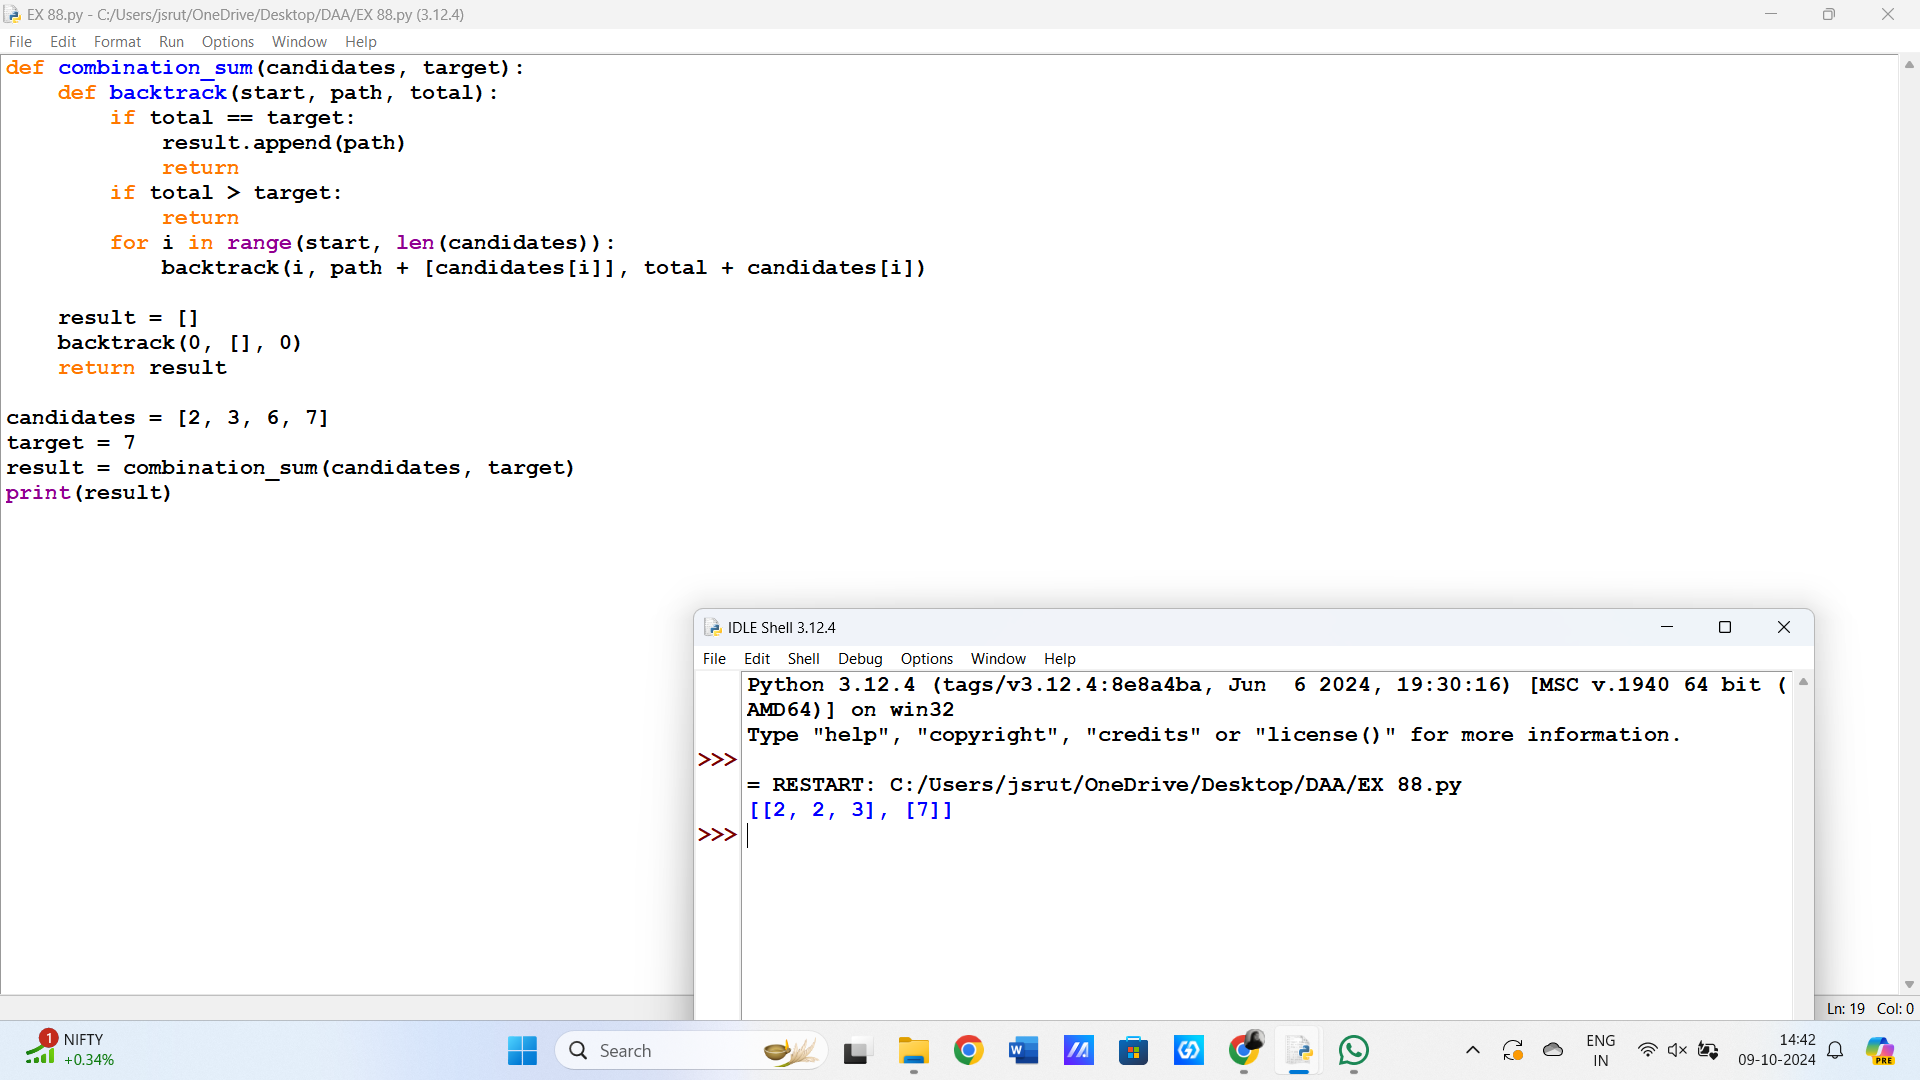 EX 88.py - C:/Users/jsrut/OneDrive/Desktop/DAA/EX 88.py (3.12.4)
File Edit Format Run Options Window Help
def combination_sum(candidates, target):
    def backtrack(start, path, total):
        if total == target:
            result.append(path)
            return
        if total > target:
            return
        for i in range(start, len(candidates)):
            backtrack(i, path + [candidates[i]], total + candidates[i])

    result = []
    backtrack(0, [], 0)
    return result

candidates = [2, 3, 6, 7]
target = 7
result = combination_sum(candidates, target)
print(result)
IDLE Shell 3.12.4
File Edit Shell Debug Options Window Help
Python 3.12.4 (tags/v3.12.4:8e8a4ba, Jun  6 2024, 19:30:16) [MSC v.1940 64 bit (
AMD64)] on win32
Type "help", "copyright", "credits" or "license()" for more information.
>>>
= RESTART: C:/Users/jsrut/OneDrive/Desktop/DAA/EX 88.py
[[2, 2, 3], [7]]
>>>
Ln: 19 Col: 0
1
NIFTY
+0.34%
Search
W
ENG
IN
14:42
09-10-2024
PRE